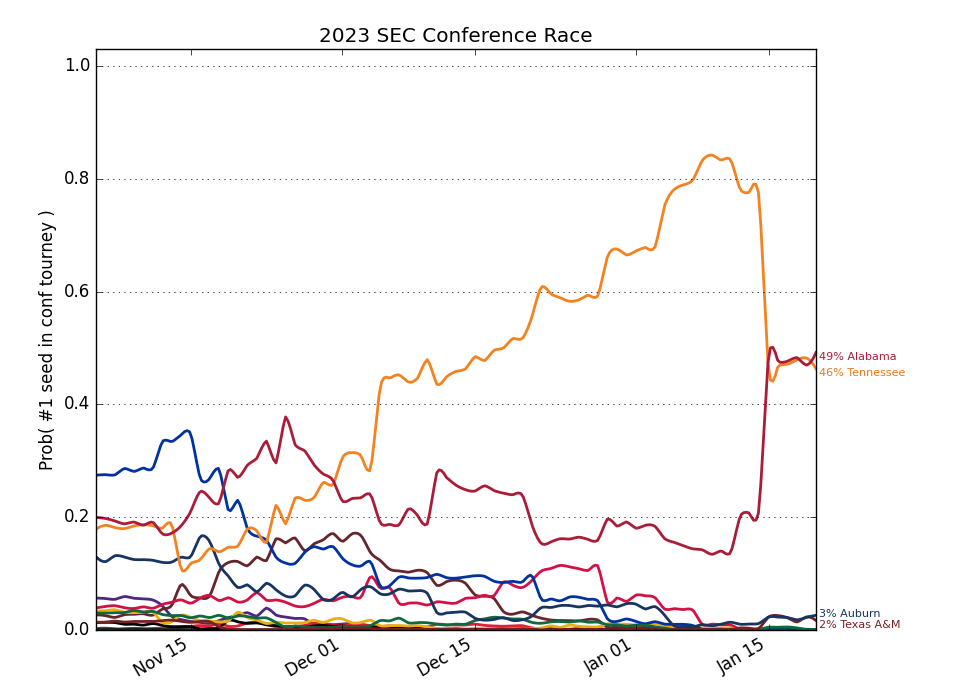 2023 SEC Conference Race
Prob( #1 seed in conf tourney )
1.0
0.8
0.6
0.4
0.2
0.0
49% Alabama
46% Tennessee
3% Auburn
2% Texas A&M
Nov 15
Dec 01
Dec 15
Jan 01
Jan 15